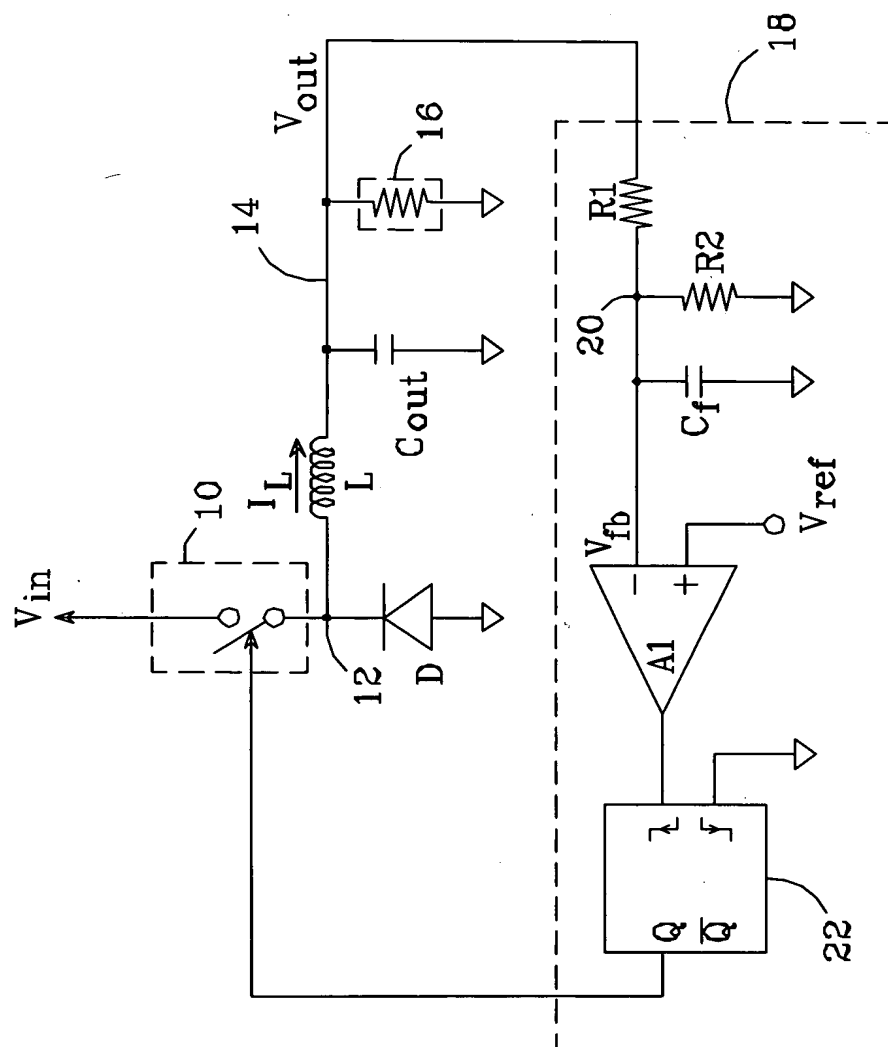 V_in
10
I_L
L
14
V_out
12
D
C_out
16
18
V_fb
20
R1
A1
−
+
C_f
R2
V_ref
Q
Q̅
22